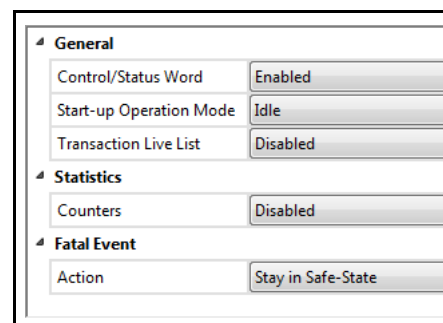 General
Control/Status Word Enabled
Start-up Operation Mode Idle
Transaction Live List Disabled
Statistics
Counters Disabled
Fatal Event
Action Stay in Safe-State